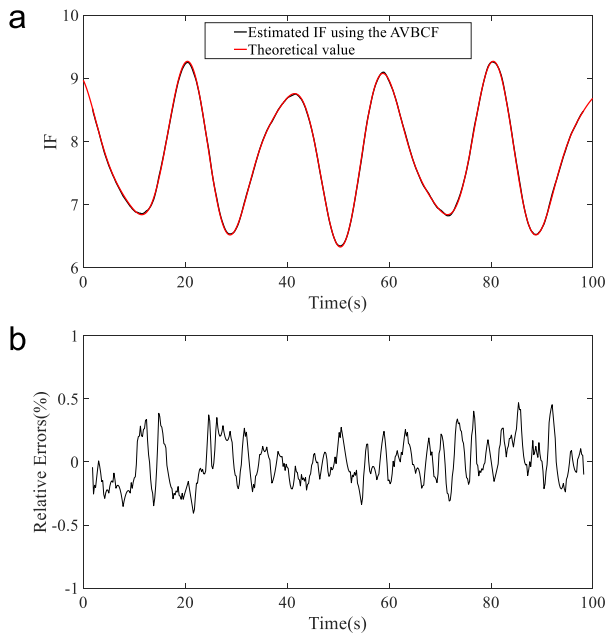 a
Estimated IF using the AVBCF
Theoretical value
10
9
8
7
6
IF
0 20 40 60 80 100
Time(s)
b
1
0.5
0
-0.5
-1
Relative Errors(%)
0 20 40 60 80 100
Time(s)